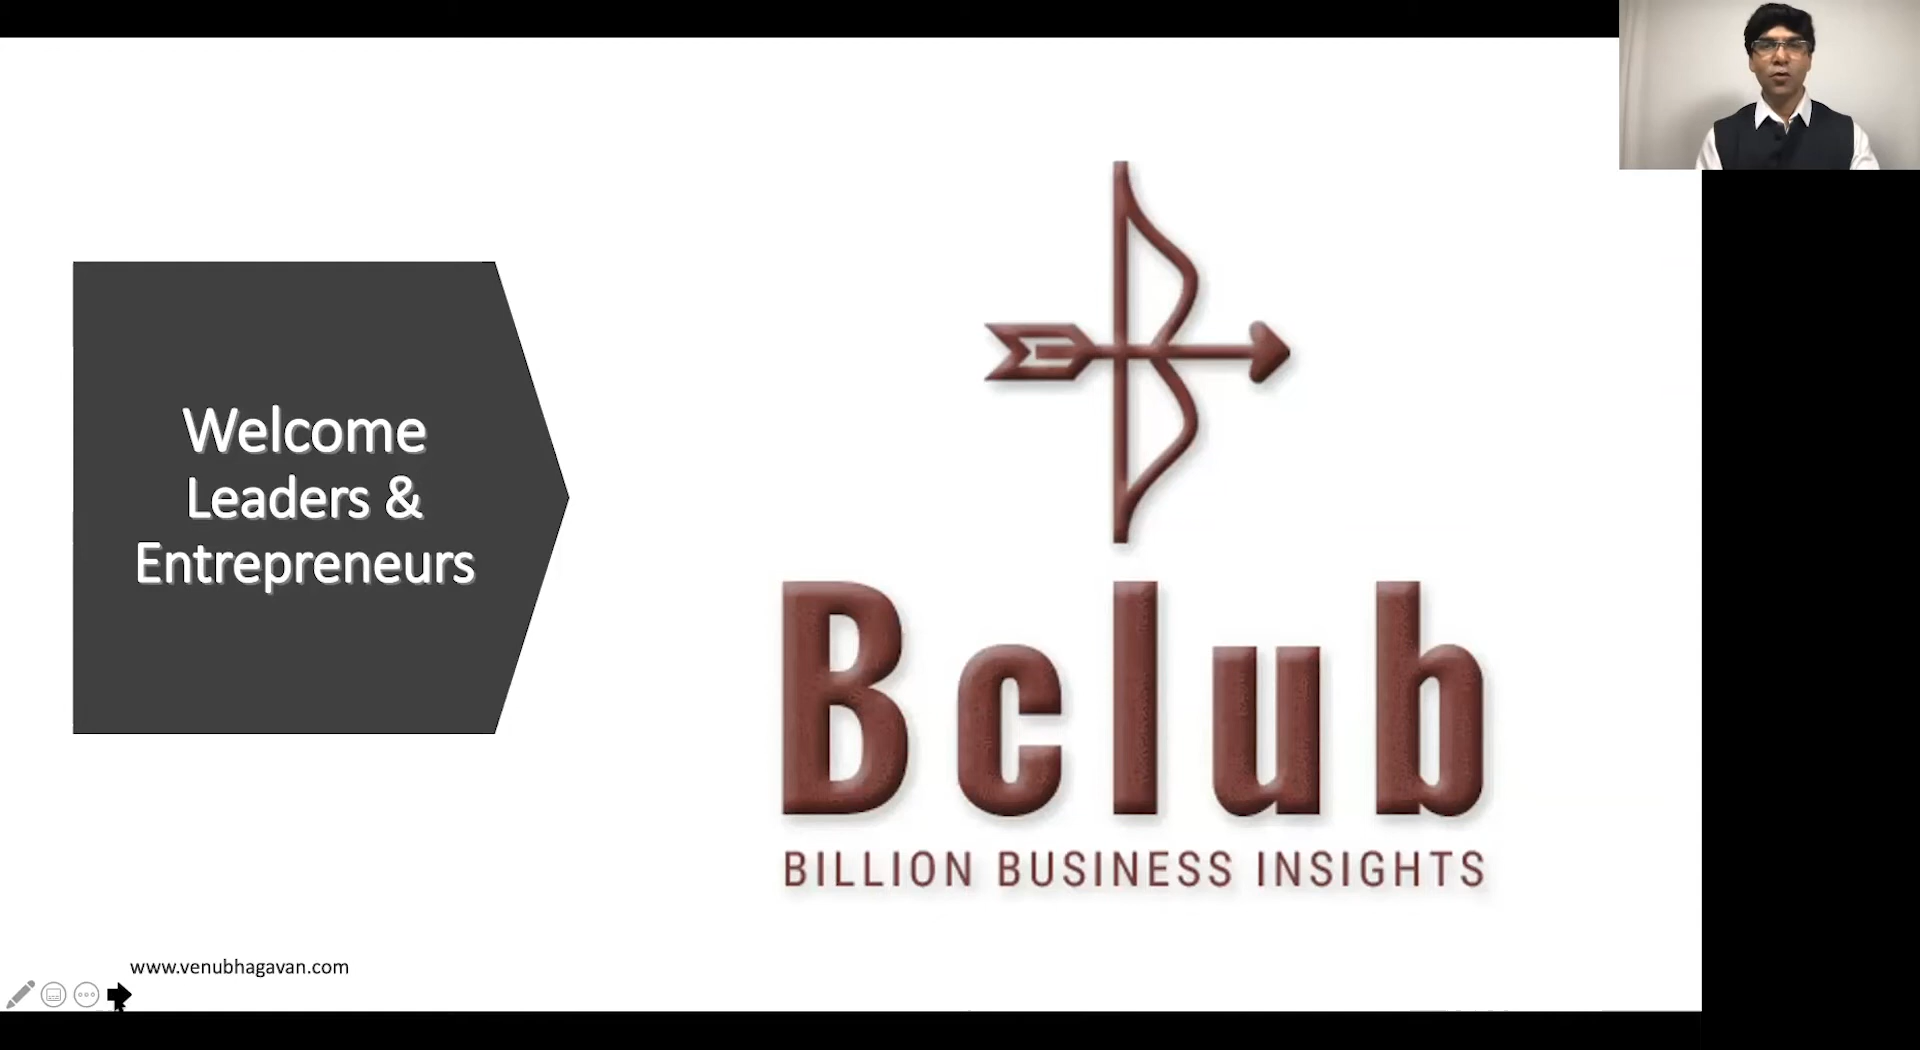 Welcome
Leaders &
Entrepreneurs
Bclub
BILLION BUSINESS INSIGHTS
www.venubhagavan.com